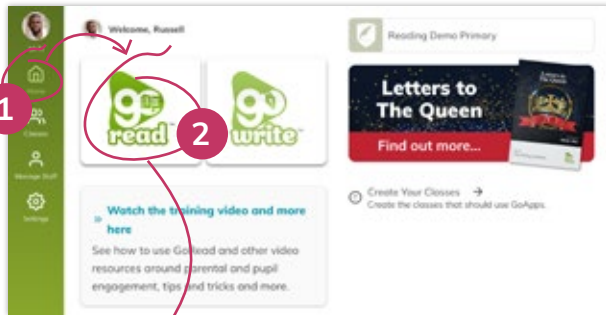 Welcome, Russell
Reading Demo Primary
Home
1
Classes
Manage Staff
Settings
go
read™
2
go
write™
Letters to
The Queen
Find out more...
» Watch the training video and more
here
See how to use GoRead and other video
resources around parental and pupil
engagement, tips and tricks and more.
Create Your Classes →
Create the classes that should use GoApps.